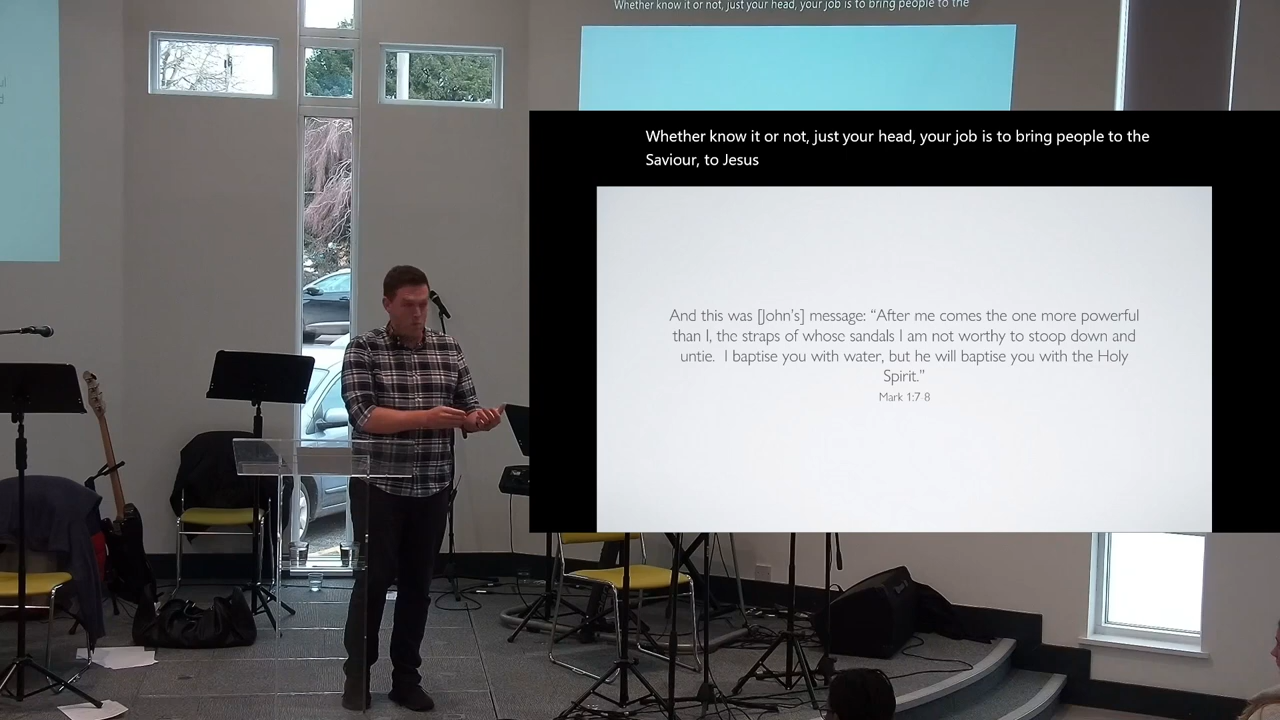 Whether know it or not, just your head, your job is to bring people to the
Whether know it or not, just your head, your job is to bring people to the
Saviour, to Jesus
And this was [John's] message: “After me comes the one more powerful
than I, the straps of whose sandals I am not worthy to stoop down and
untie. I baptise you with water, but he will baptise you with the Holy
Spirit.”
Mark 1:7-8